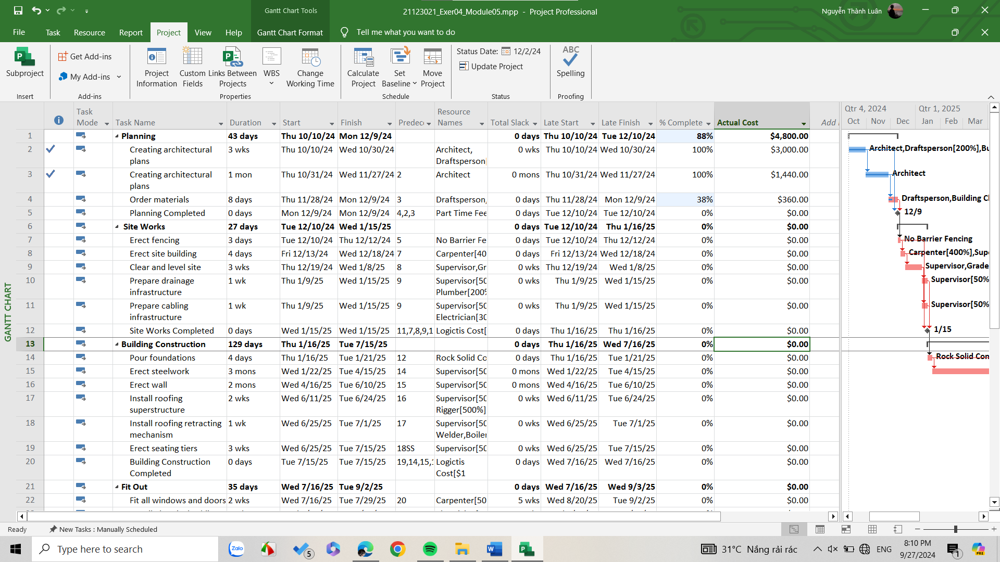 Gantt Chart Tools
21123021_Exer04_Module05.mpp - Project Professional
Nguyễn Thành Luân
File Task Resource Report Project View Help Gantt Chart Format Tell me what you want to do
Subproject
Insert
Get Add-ins
My Add-ins
Add-ins
Project Information
Custom Fields
Links Between Projects
WBS
Change Working Time
Properties
Calculate Project
Set Baseline
Move Project
Schedule
Status Date: 12/2/24
Update Project
Status
ABC
Spelling
Proofing
Task Mode Task Name Duration Start Finish Predec Resource Names Total Slack Late Start Late Finish % Complete Actual Cost Add
Qtr 4, 2024 Qtr 1, 2025
Oct Nov Dec Jan Feb Mar
GANTT CHART
1 Planning 43 days Thu 10/10/24 Mon 12/9/24 0 days Thu 10/10/24 Tue 12/10/24 88% $4,800.00
2 Creating architectural plans 3 wks Thu 10/10/24 Wed 10/30/24 Architect, Draftsperson[ 0 wks Thu 10/10/24 Wed 10/30/24 100% $3,000.00
Architect,Draftsperson[200%],Bu
3 Creating architectural plans 1 mon Thu 10/31/24 Wed 11/27/24 2 Architect 0 mons Thu 10/31/24 Wed 11/27/24 100% $1,440.00
Architect
4 Order materials 8 days Thu 11/28/24 Mon 12/9/24 3 Draftsperson, 0 days Thu 11/28/24 Mon 12/9/24 38% $360.00
Draftsperson,Building C
5 Planning Completed 0 days Mon 12/9/24 Mon 12/9/24 4,2,3 Part Time Fee 0 days Tue 12/10/24 Tue 12/10/24 0% $0.00
12/9
6 Site Works 27 days Tue 12/10/24 Wed 1/15/25 0 days Tue 12/10/24 Thu 1/16/25 0% $0.00
7 Erect fencing 3 days Tue 12/10/24 Thu 12/12/24 5 No Barrier Fe 0 days Tue 12/10/24 Thu 12/12/24 0% $0.00
No Barrier Fencing
8 Erect site building 4 days Fri 12/13/24 Wed 12/18/24 7 Carpenter[40 0 days Fri 12/13/24 Wed 12/18/24 0% $0.00
Carpenter[400%],Supe
9 Clear and level site 3 wks Thu 12/19/24 Wed 1/8/25 8 Supervisor,Gr 0 wks Thu 12/19/24 Wed 1/8/25 0% $0.00
Supervisor,Grade
10 Prepare drainage infrastructure 1 wk Thu 1/9/25 Wed 1/15/25 9 Supervisor[50 Plumber[200% 0 wks Thu 1/9/25 Wed 1/15/25 0% $0.00
Supervisor[50%
11 Prepare cabling infrastructure 1 wk Thu 1/9/25 Wed 1/15/25 9 Supervisor[50 Electrician[30 0 wks Thu 1/9/25 Wed 1/15/25 0% $0.00
Supervisor[50%
12 Site Works Completed 0 days Wed 1/15/25 Wed 1/15/25 11,7,8,9,1 Logictis Cost[ 0 days Thu 1/16/25 Thu 1/16/25 0% $0.00
1/15
13 Building Construction 129 days Thu 1/16/25 Tue 7/15/25 0 days Thu 1/16/25 Wed 7/16/25 0% $0.00
14 Pour foundations 4 days Thu 1/16/25 Tue 1/21/25 12 Rock Solid Co 0 days Thu 1/16/25 Tue 1/21/25 0% $0.00
Rock Solid Con
15 Erect steelwork 3 mons Wed 1/22/25 Tue 4/15/25 14 Supervisor[50 0 mons Wed 1/22/25 Tue 4/15/25 0% $0.00
16 Erect wall 2 mons Wed 4/16/25 Tue 6/10/25 15 Supervisor[50 0 mons Wed 4/16/25 Tue 6/10/25 0% $0.00
17 Install roofing superstructure 2 wks Wed 6/11/25 Tue 6/24/25 16 Supervisor[50 Rigger[500%] 0 wks Wed 6/11/25 Tue 6/24/25 0% $0.00
18 Install roofing retracting mechanism 1 wk Wed 6/25/25 Tue 7/1/25 17 Supervisor[50 Welder,Boiler 0 wks Wed 6/25/25 Tue 7/1/25 0% $0.00
19 Erect seating tiers 3 wks Wed 6/25/25 Tue 7/15/25 18SS Supervisor[50 0 wks Wed 6/25/25 Tue 7/15/25 0% $0.00
20 Building Construction Completed 0 days Tue 7/15/25 Tue 7/15/25 19,14,15,1 Logictis Cost[$1 0 days Wed 7/16/25 Wed 7/16/25 0% $0.00
21 Fit Out 35 days Wed 7/16/25 Tue 9/2/25 0 days Wed 7/16/25 Wed 9/3/25 0% $0.00
22 Fit all windows and doors 2 wks Wed 7/16/25 Tue 7/29/25 20 Carpenter[50 5 wks Wed 8/20/25 Tue 9/2/25 0% $0.00
Ready New Tasks : Manually Scheduled
Type here to search
Zalo
5
31°C Nắng rải rác
ENG
8:10 PM
9/27/2024
1
PRE